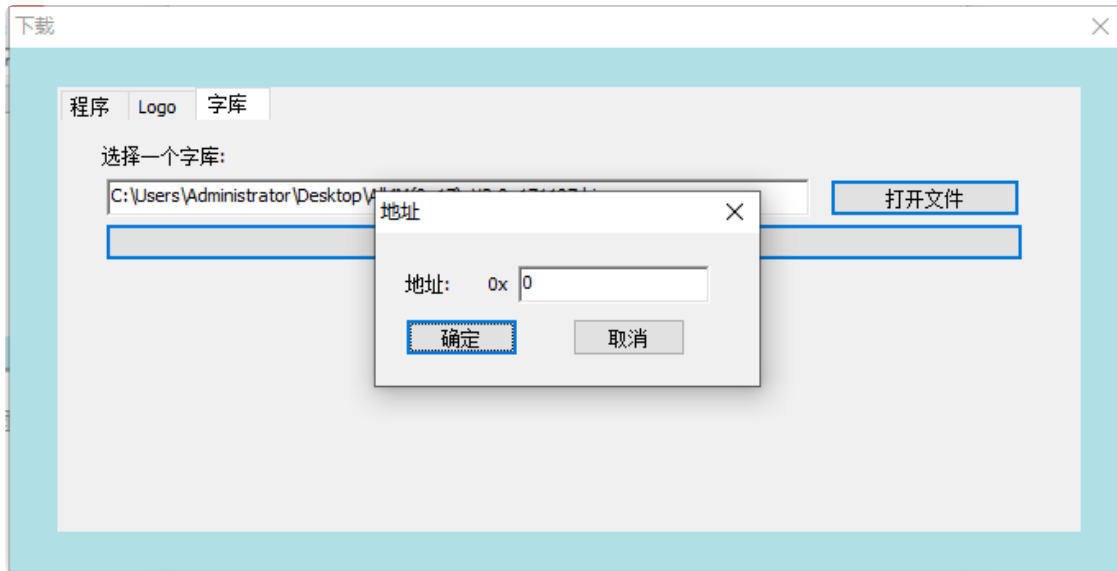 下载
程序 Logo 字库
选择一个字库:
C:\Users\Administrator\Desktop\
打开文件
地址
地址: 0x 0
确定 取消